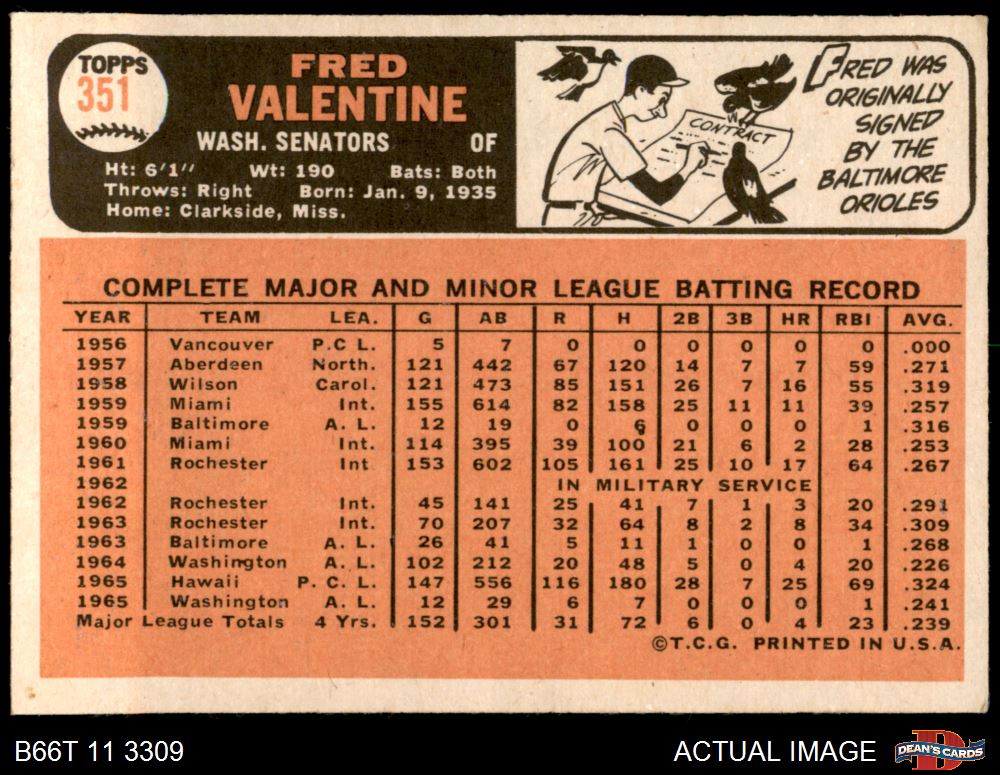 TOPPS
351
FRED
VALENTINE
WASH. SENATORS OF
Ht: 6'1" Wt: 190 Bats: Both
Throws: Right Born: Jan. 9, 1935
Home: Clarkside, Miss.
CONTRACT
FRED WAS
ORIGINALLY
SIGNED
BY THE
BALTIMORE
ORIOLES
COMPLETE MAJOR AND MINOR LEAGUE BATTING RECORD
YEAR TEAM LEA. G AB R H 2B 3B HR RBI AVG.
1956 Vancouver P.C L. 5 7 0 0 0 0 0 0 .000
1957 Aberdeen North. 121 442 67 120 14 7 7 59 .271
1958 Wilson Carol. 121 473 85 151 26 7 16 55 .319
1959 Miami Int. 155 614 82 158 25 11 11 39 .257
1959 Baltimore A. L. 12 19 0 6 0 0 0 1 .316
1960 Miami Int. 114 395 39 100 21 6 2 28 .253
1961 Rochester Int. 153 602 105 161 25 10 17 64 .267
1962 IN MILITARY SERVICE
1962 Rochester Int. 45 141 25 41 7 1 3 20 .291
1963 Rochester Int. 70 207 32 64 8 2 8 34 .309
1963 Baltimore A. L. 26 41 5 11 1 0 0 1 .268
1964 Washington A. L. 102 212 20 48 5 0 4 20 .226
1965 Hawaii P. C. L. 147 556 116 180 28 7 25 69 .324
1965 Washington A. L. 12 29 6 7 0 0 0 1 .241
Major League Totals 4 Yrs. 152 301 31 72 6 0 4 23 .239
©T.C.G. PRINTED IN U.S.A.
B66T 11 3309 ACTUAL IMAGE
B
DEAN'S CARDS